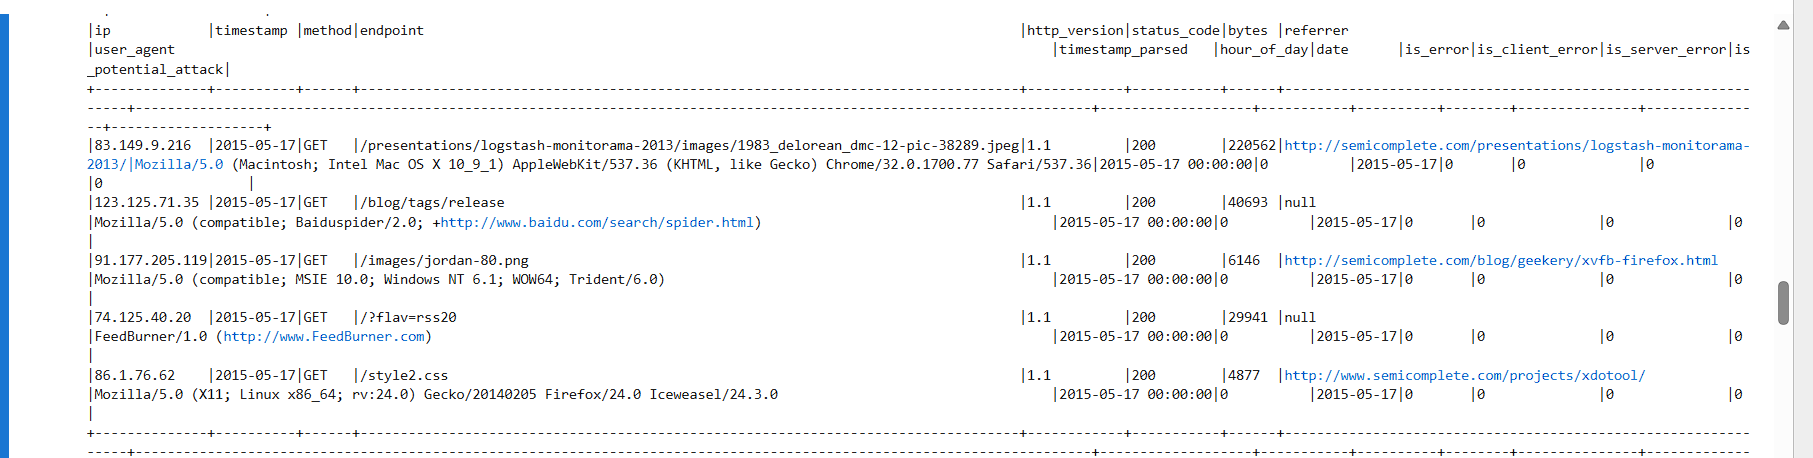 |ip |timestamp |method|endpoint |http_version|status_code|bytes |referrer
|user_agent |timestamp_parsed |hour_of_day|date |is_error|is_client_error|is_server_error|is
_potential_attack|
|83.149.9.216 |2015-05-17|GET |/presentations/logstash-monitorama-2013/images/1983_delorean_dmc-12-pic-38289.jpeg|1.1 |200 |220562|http://semicomplete.com/presentations/logstash-monitorama-
2013/|Mozilla/5.0 (Macintosh; Intel Mac OS X 10_9_1) AppleWebKit/537.36 (KHTML, like Gecko) Chrome/32.0.1700.77 Safari/537.36|2015-05-17 00:00:00|0 |2015-05-17|0 |0 |0
|0 |
|123.125.71.35 |2015-05-17|GET |/blog/tags/release |1.1 |200 |40693 |null
|Mozilla/5.0 (compatible; Baiduspider/2.0; +http://www.baidu.com/search/spider.html) |2015-05-17 00:00:00|0 |2015-05-17|0 |0 |0 |0
|
|91.177.205.119|2015-05-17|GET |/images/jordan-80.png |1.1 |200 |6146 |http://semicomplete.com/blog/geekery/xvfb-firefox.html
|Mozilla/5.0 (compatible; MSIE 10.0; Windows NT 6.1; WOW64; Trident/6.0) |2015-05-17 00:00:00|0 |2015-05-17|0 |0 |0 |0
|
|74.125.40.20 |2015-05-17|GET |/?flav=rss20 |1.1 |200 |29941 |null
|FeedBurner/1.0 (http://www.FeedBurner.com) |2015-05-17 00:00:00|0 |2015-05-17|0 |0 |0 |0
|
|86.1.76.62 |2015-05-17|GET |/style2.css |1.1 |200 |4877 |http://www.semicomplete.com/projects/xdotool/
|Mozilla/5.0 (X11; Linux x86_64; rv:24.0) Gecko/20140205 Firefox/24.0 Iceweasel/24.3.0 |2015-05-17 00:00:00|0 |2015-05-17|0 |0 |0 |0
|